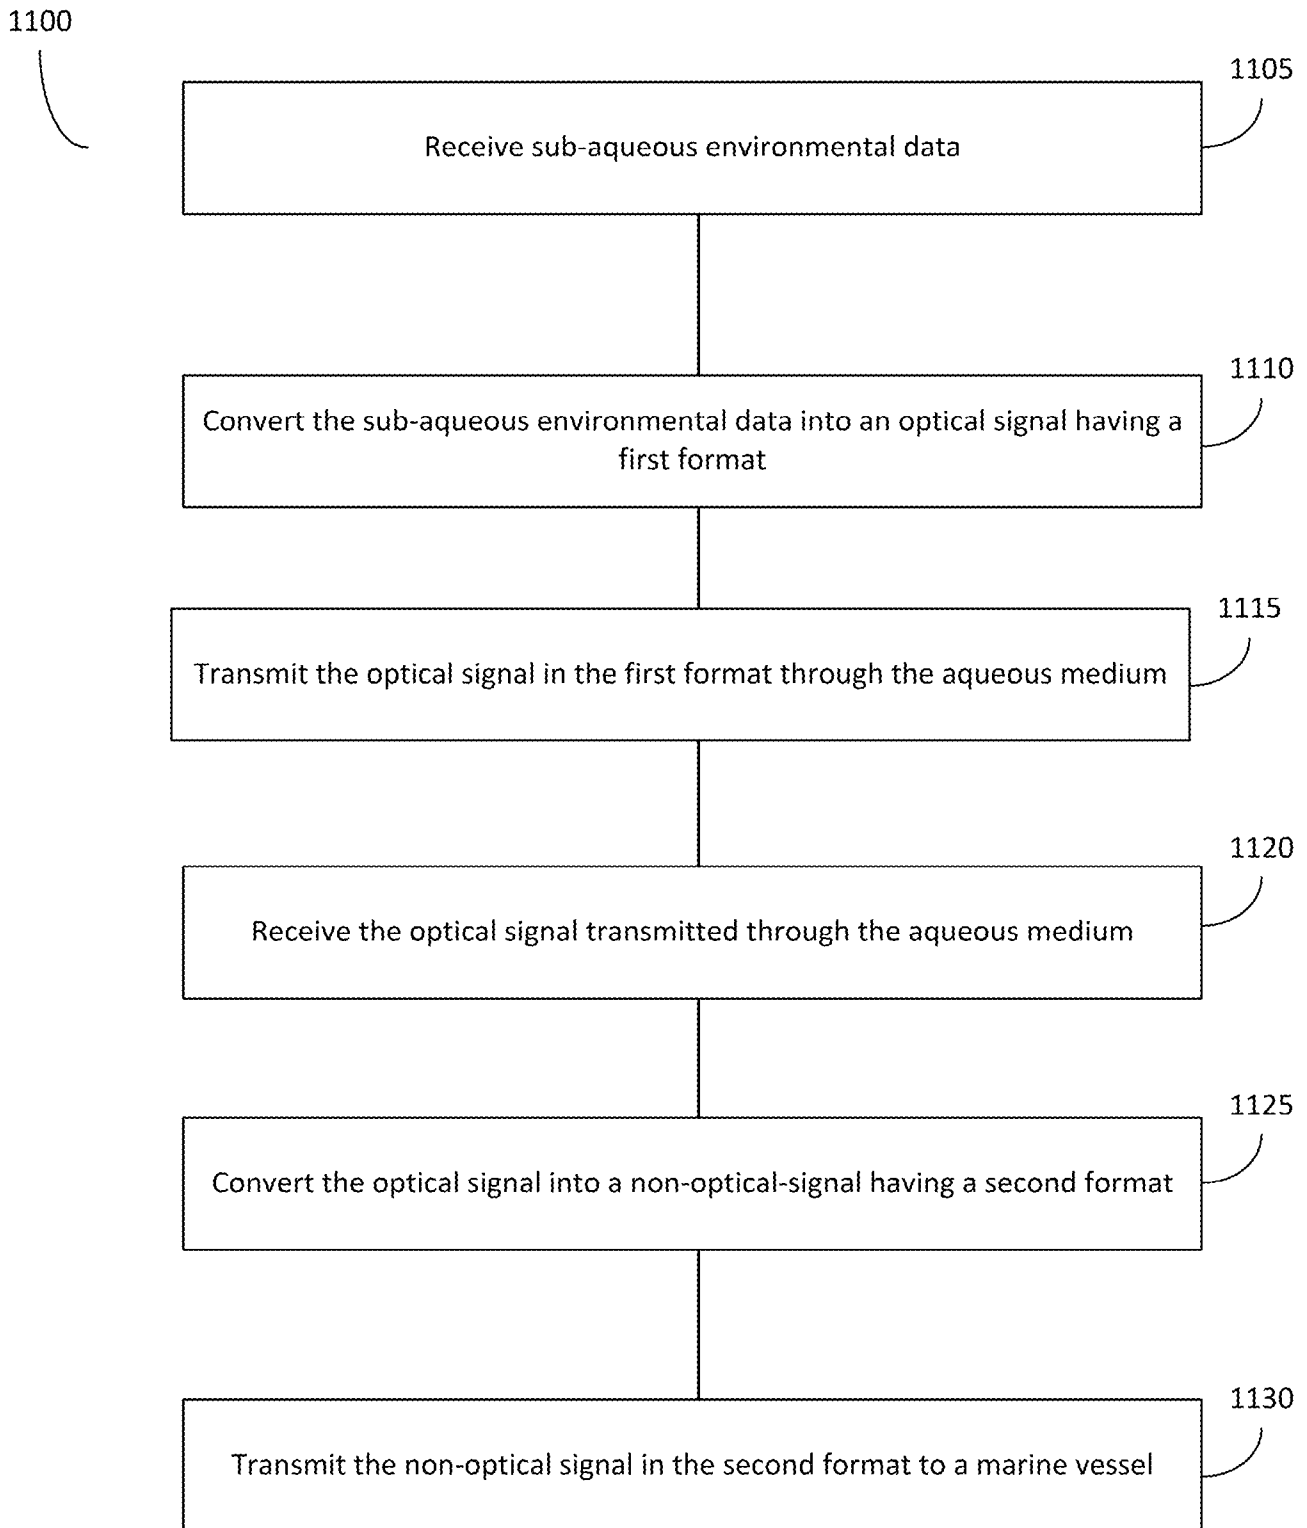 1100
1105
Receive sub-aqueous environmental data
1110
Convert the sub-aqueous environmental data into an optical signal having a
first format
1115
Transmit the optical signal in the first format through the aqueous medium
1120
Receive the optical signal transmitted through the aqueous medium
1125
Convert the optical signal into a non-optical-signal having a second format
1130
Transmit the non-optical signal in the second format to a marine vessel